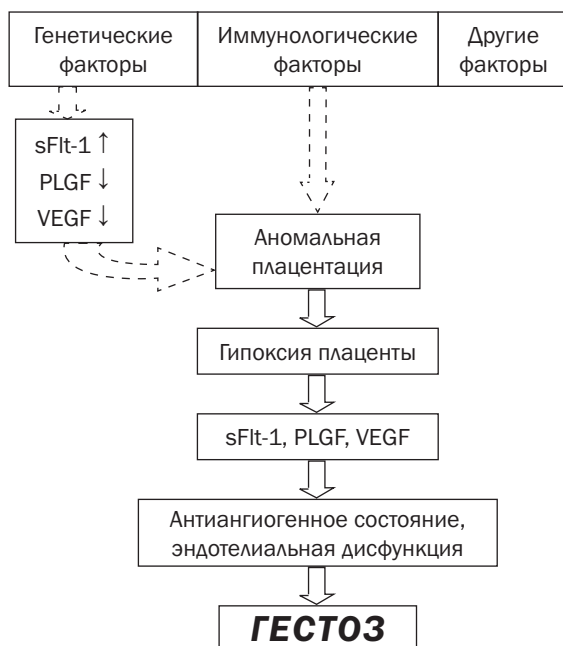 Генетические
факторы
Иммунологические
факторы
Другие
факторы
sFlt-1 ↑
PLGF ↓
VEGF ↓
Аномальная
плацентация
Гипоксия плаценты
sFlt-1, PLGF, VEGF
Антиангиогенное состояние,
эндотелиальная дисфункция
ГЕСТОЗ